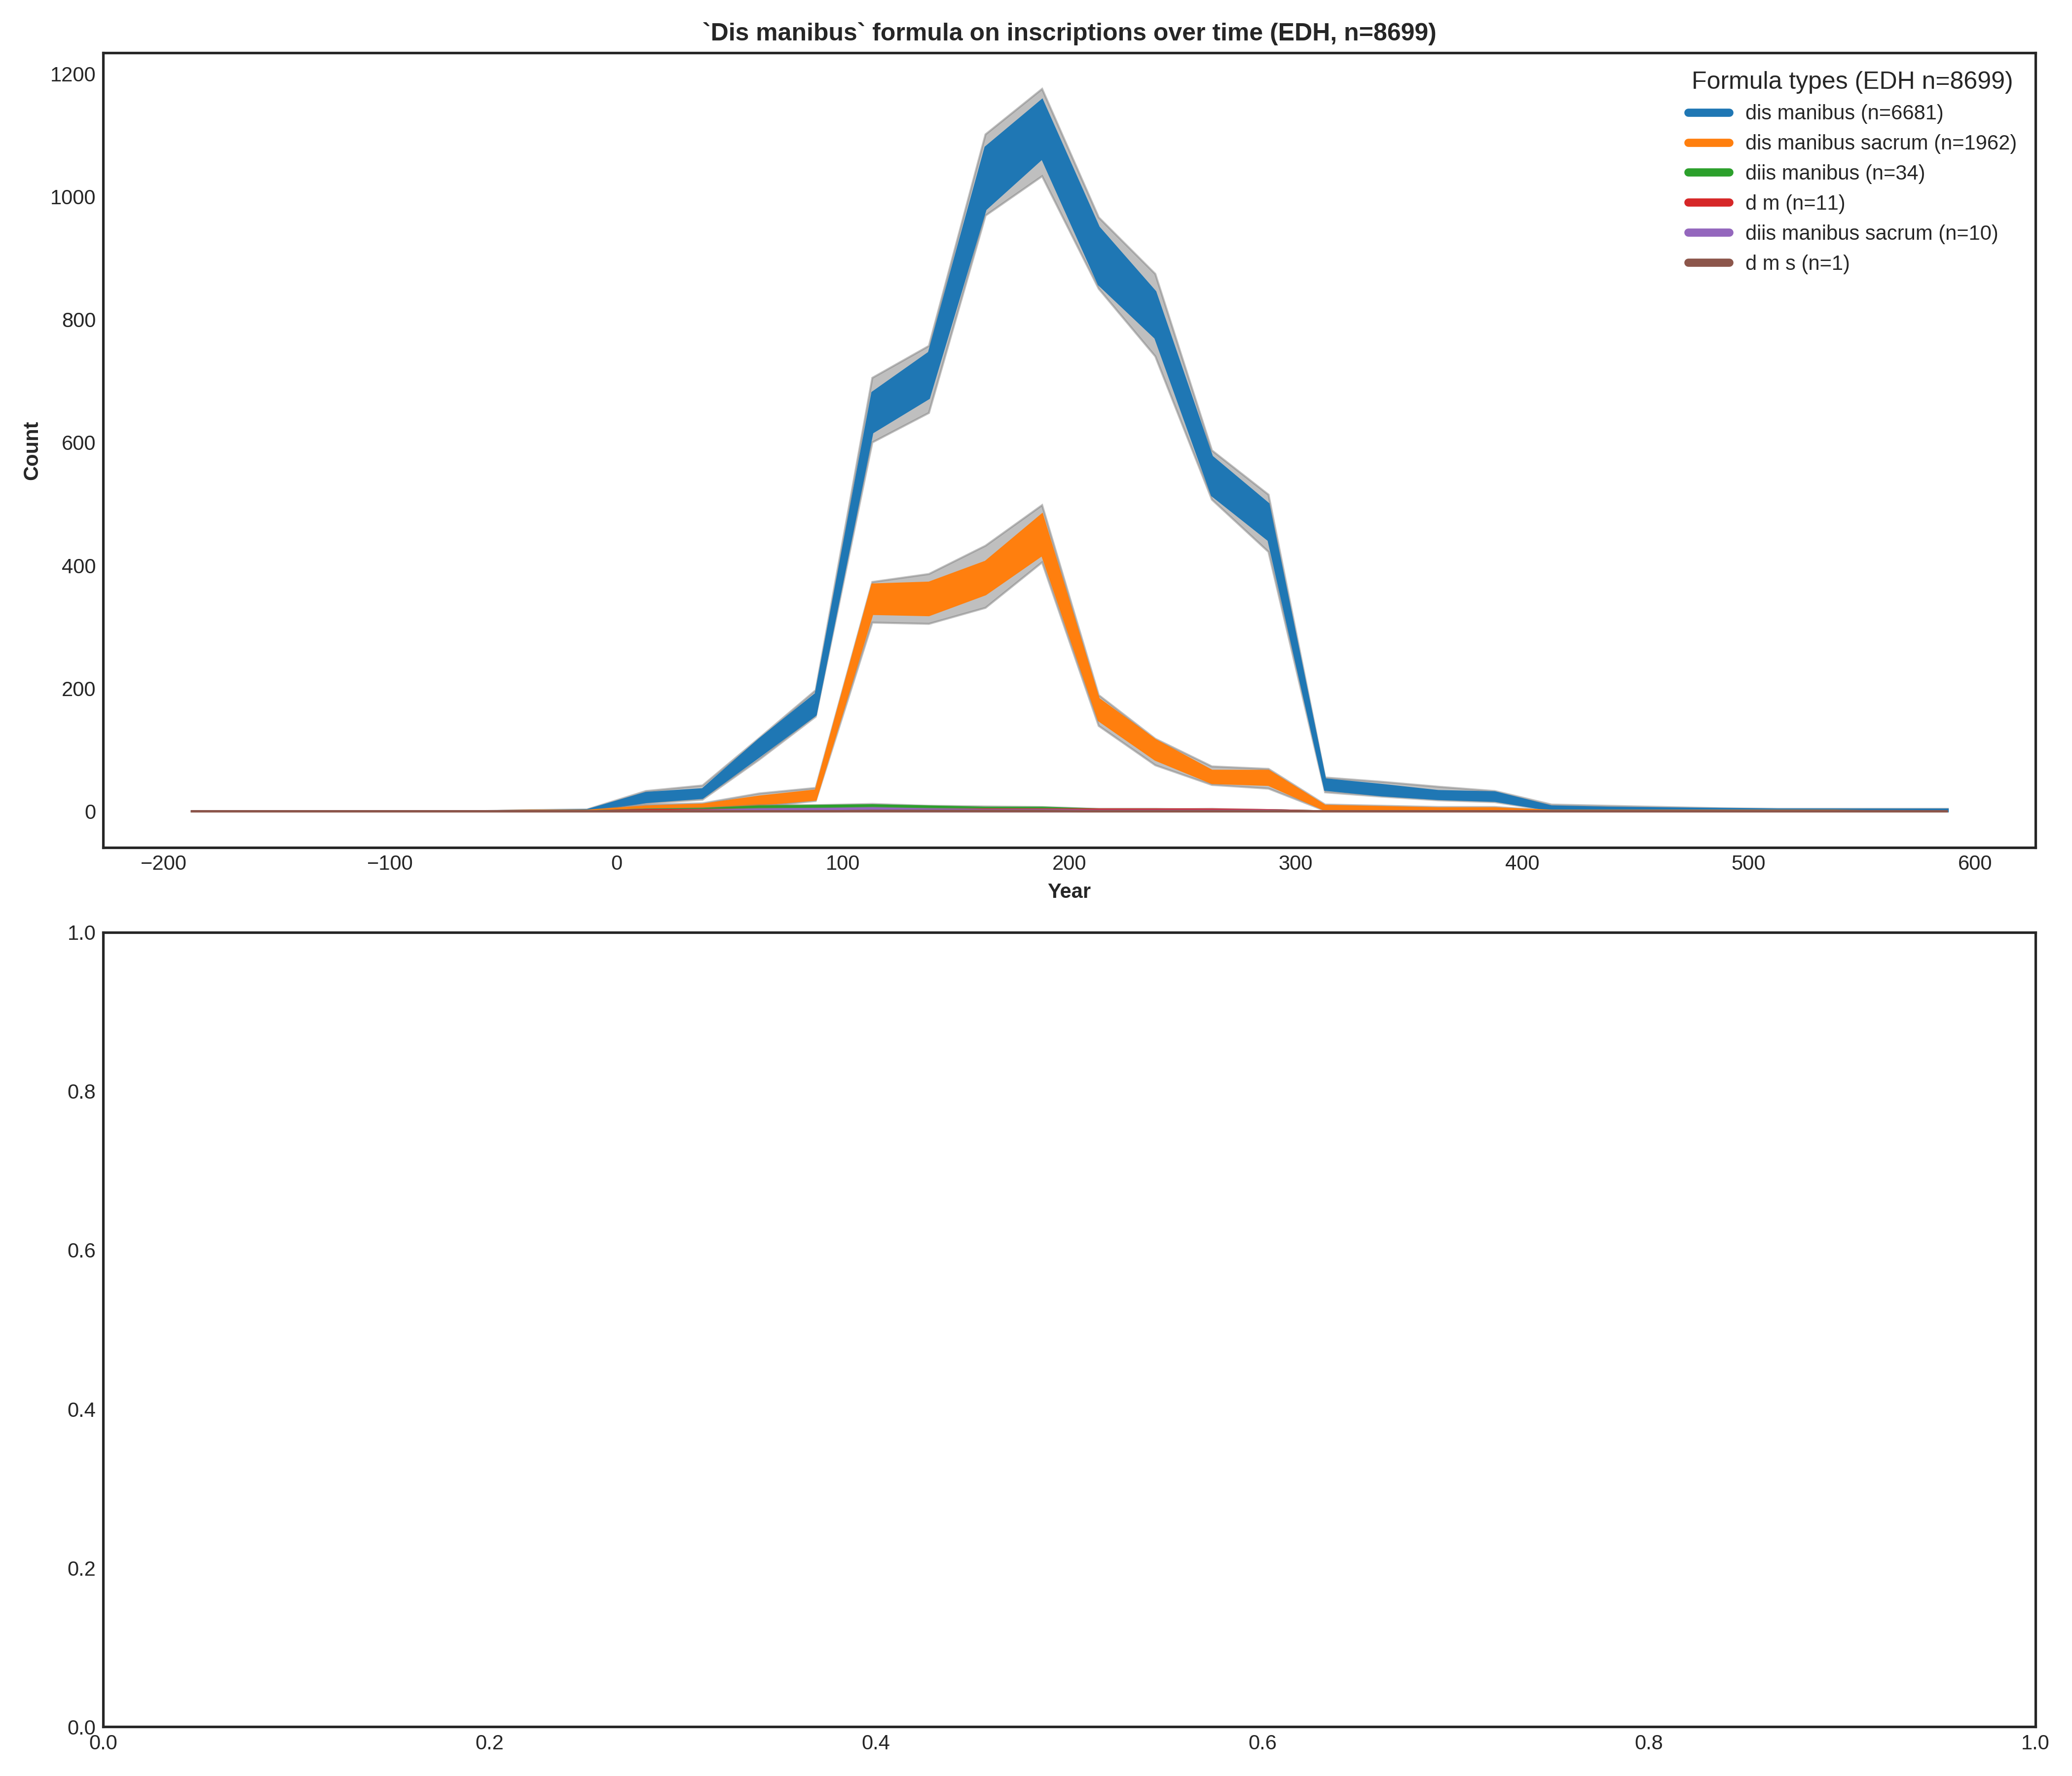 `Dis manibus` formula on inscriptions over time (EDH, n=8699)
1200
1000
800
600
400
200
0
Count
Formula types (EDH n=8699)
dis manibus (n=6681)
dis manibus sacrum (n=1962)
diis manibus (n=34)
d m (n=11)
diis manibus sacrum (n=10)
d m s (n=1)
−200 −100 0 100 200 300 400 500 600
Year
1.0
0.8
0.6
0.4
0.2
0.0
0.0 0.2 0.4 0.6 0.8 1.0